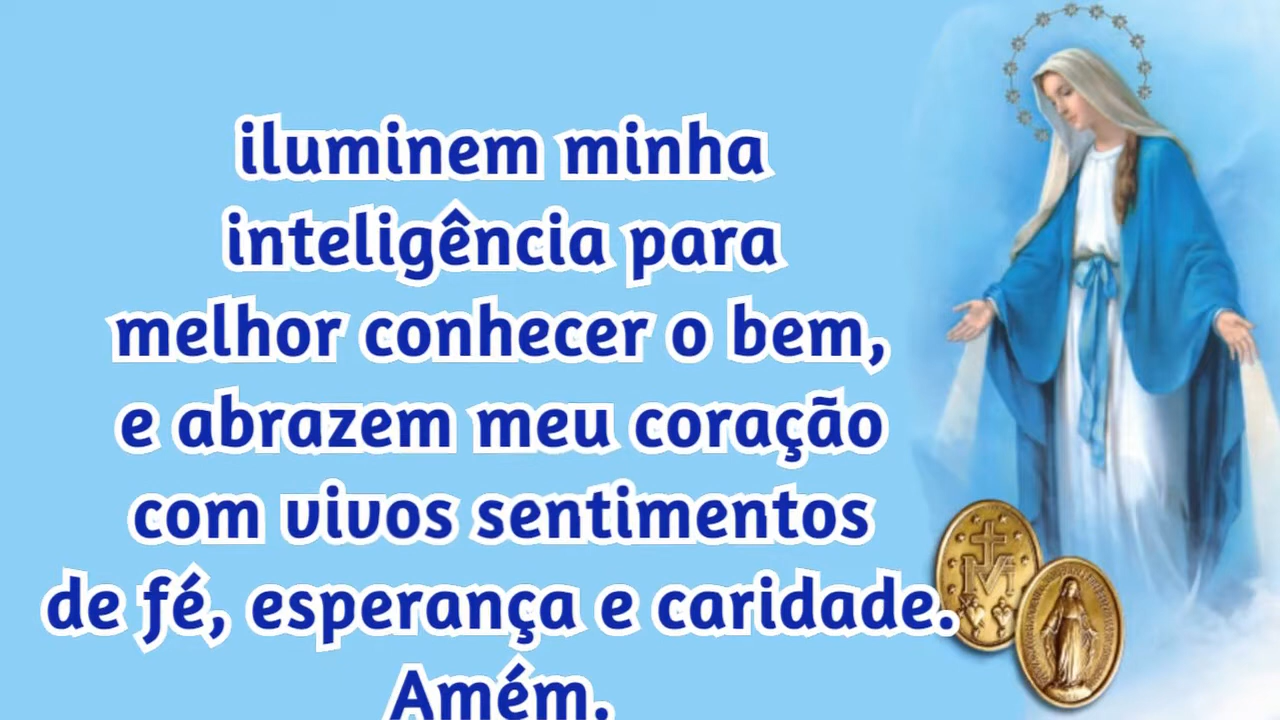 iluminem minha
inteligência para
melhor conhecer o bem,
e abrazem meu coração
com vivos sentimentos
de fé, esperança e caridade.
Amém.